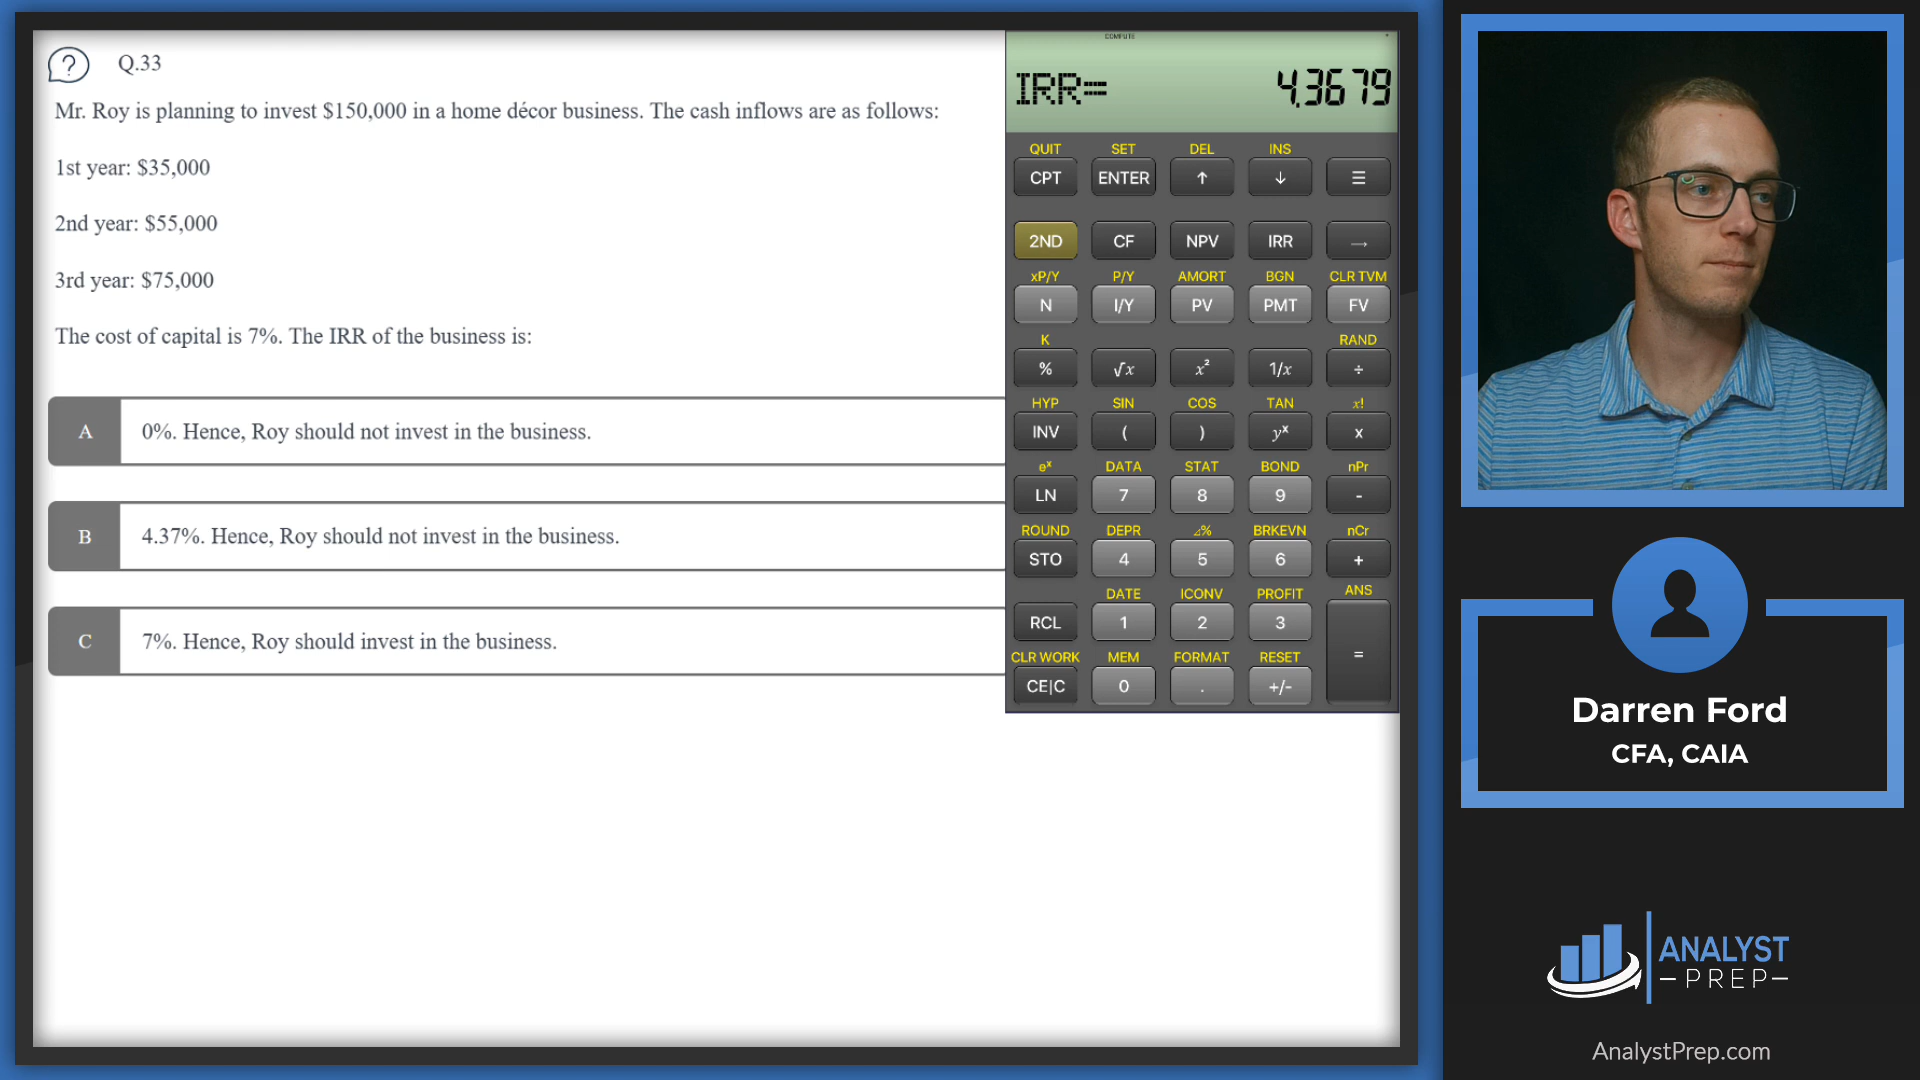 Q.33
Mr. Roy is planning to invest $150,000 in a home décor business. The cash inflows are as follows:
1st year: $35,000
2nd year: $55,000
3rd year: $75,000
The cost of capital is 7%. The IRR of the business is:
A 0%. Hence, Roy should not invest in the business.
B 4.37%. Hence, Roy should not invest in the business.
C 7%. Hence, Roy should invest in the business.
COMPUTE
IRR= 4.3679
QUIT SET DEL INS
CPT ENTER ↑ ↓ ☰
2ND CF NPV IRR →
xP/Y P/Y AMORT BGN CLR TVM
N I/Y PV PMT FV
K RAND
% √x x² 1/x ÷
HYP SIN COS TAN x!
INV ( ) yˣ x
eˣ DATA STAT BOND nPr
LN 7 8 9 -
ROUND DEPR ⊿% BRKEVN nCr
STO 4 5 6 +
DATE ICONV PROFIT ANS
RCL 1 2 3 =
CLR WORK MEM FORMAT RESET
CE|C 0 . +/-
Darren Ford
CFA, CAIA
ANALYST
PREP
AnalystPrep.com